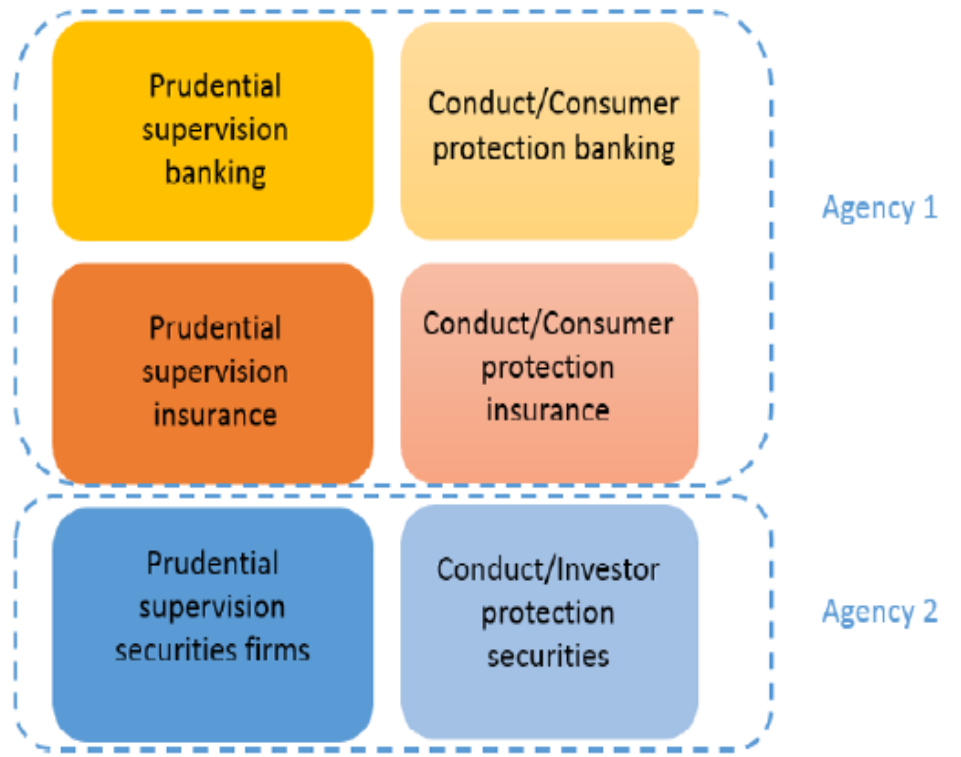 Prudential
supervision
banking
Conduct/Consumer
protection banking
Agency 1
Prudential
supervision
insurance
Conduct/Consumer
protection
insurance
Prudential
supervision
securities firms
Conduct/Investor
protection
securities
Agency 2